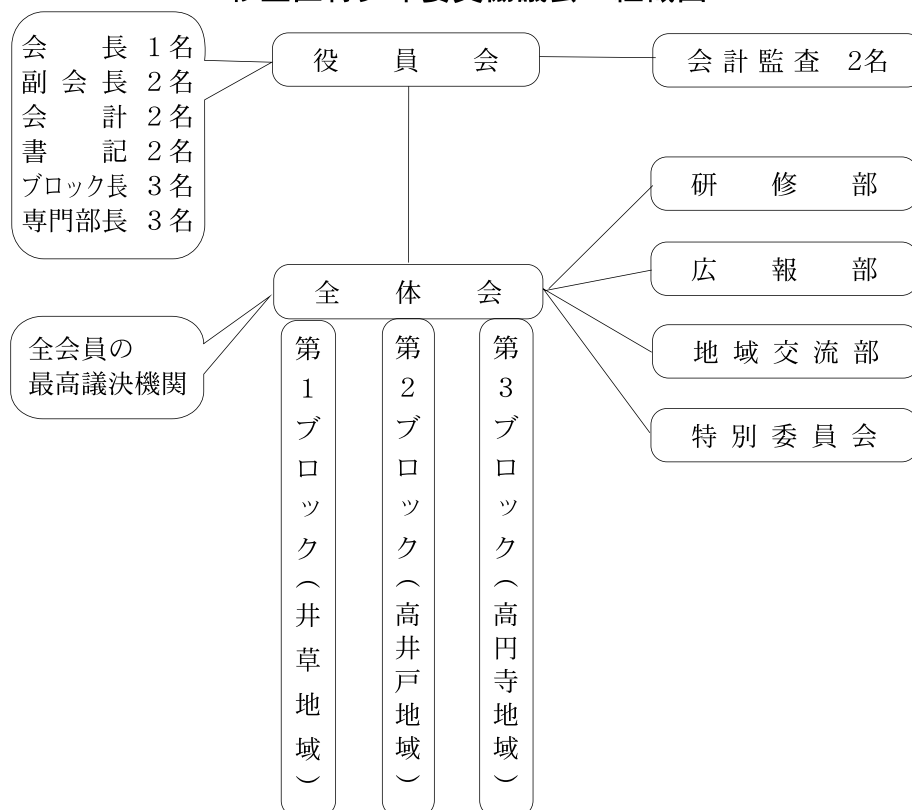 会長 1名
副会長 2名
会計 2名
書記 2名
ブロック長 3名
専門部長 3名
役員会
会計監査 2名
研修部
広報部
地域交流部
特別委員会
全体会
全会員の
最高議決機関
第1ブロック(井草地域)
第2ブロック(高井戸地域)
第3ブロック(高円寺地域)